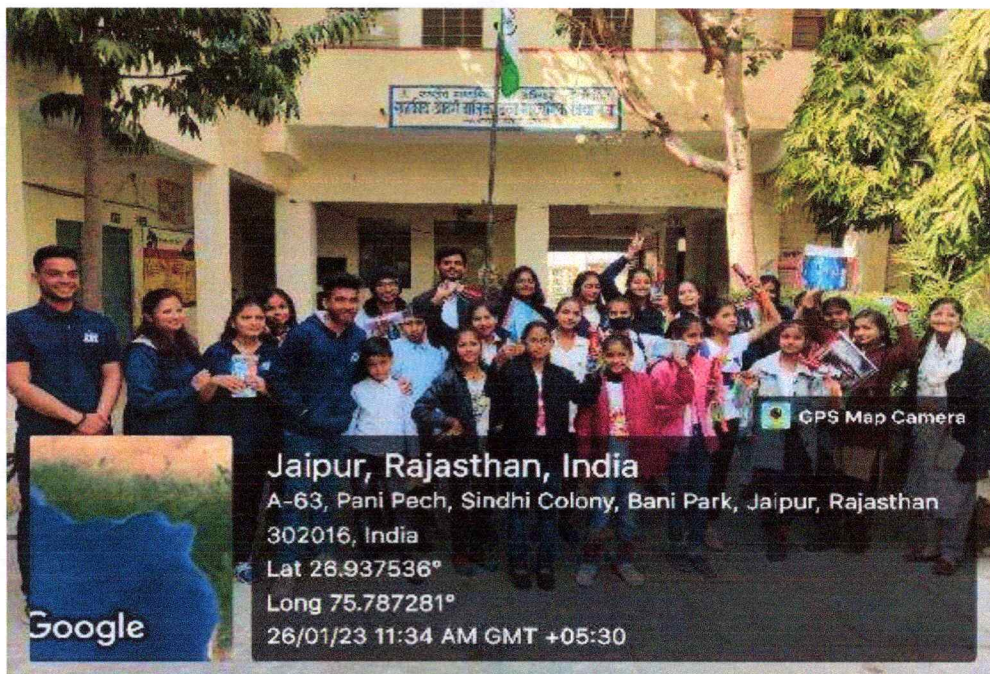 राजकीय
GPS Map Camera
Jaipur, Rajasthan, India
A-63, Pani Pech, Sindhi Colony, Bani Park, Jaipur, Rajasthan
302016, India
Lat 26.937536°
Long 75.787281°
26/01/23 11:34 AM GMT +05:30
Google